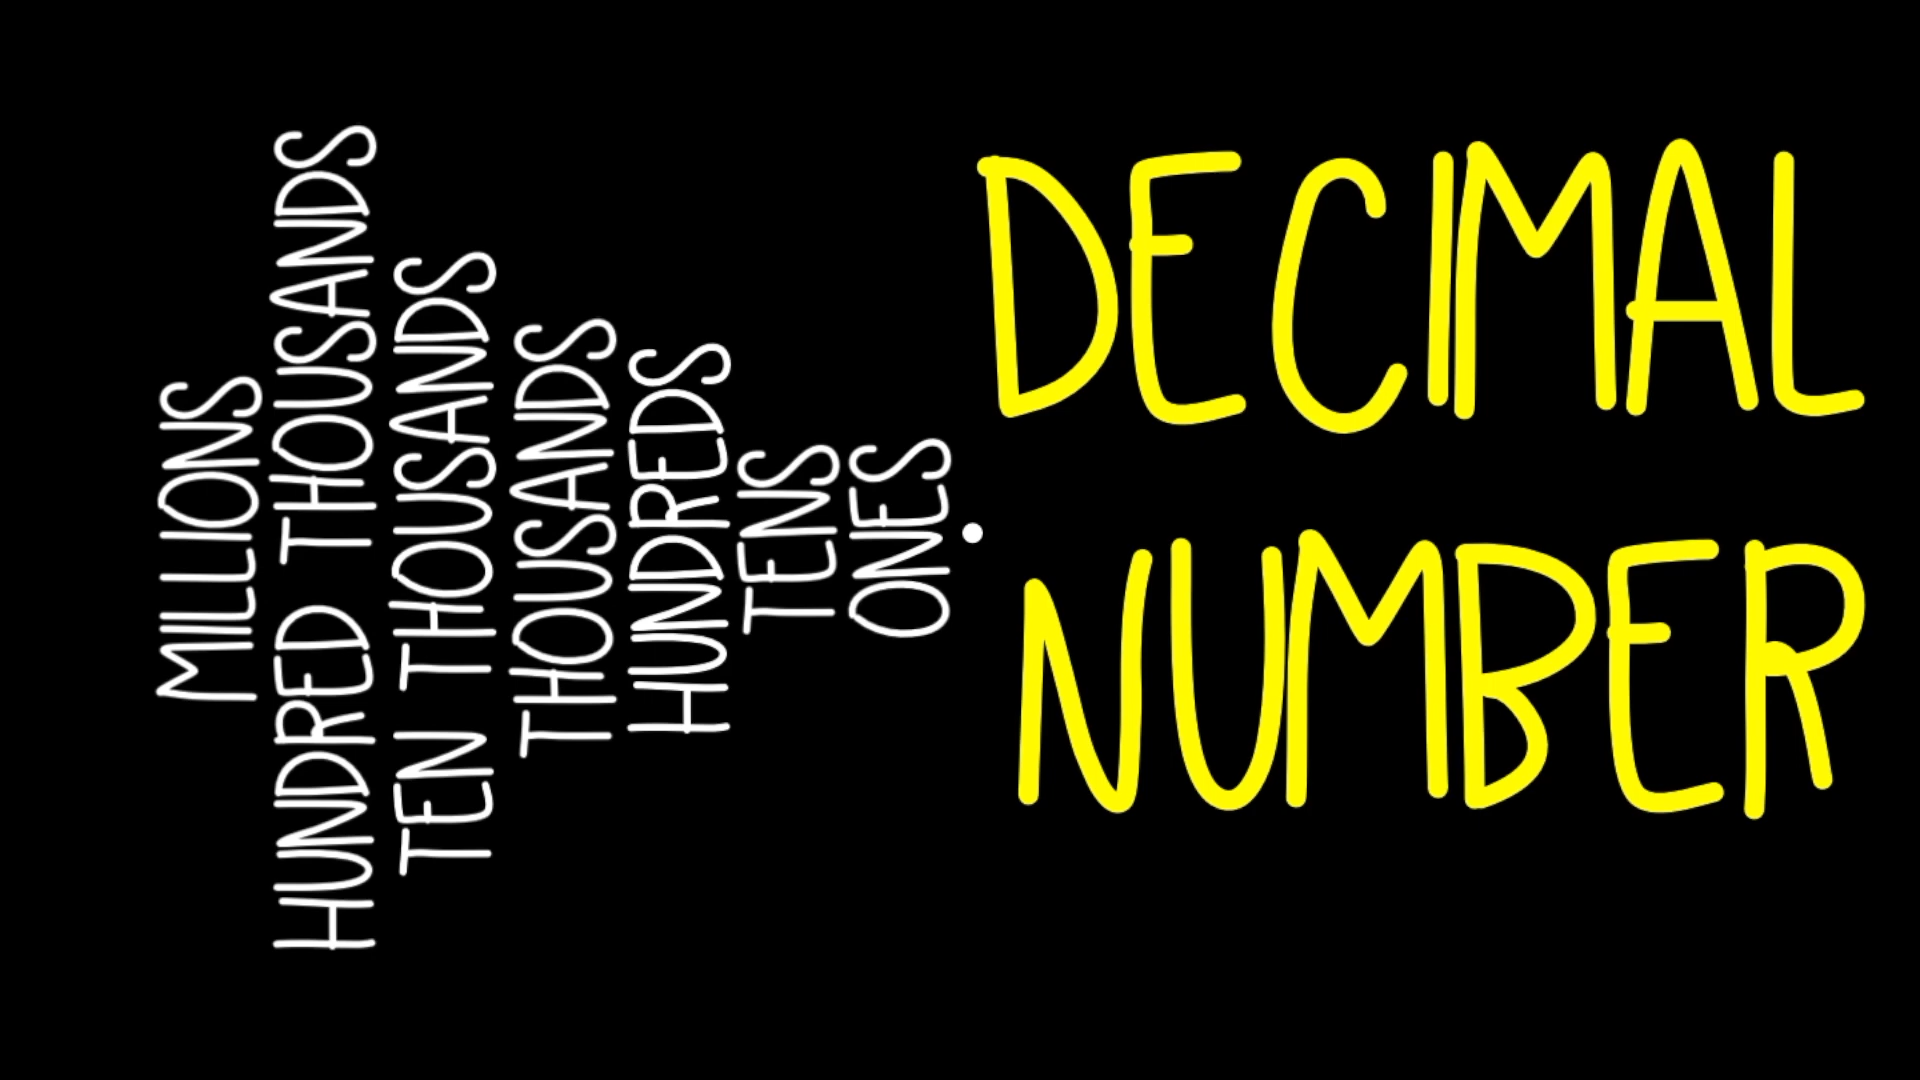 MILLIONS
HUNDRED THOUSANDS
TEN THOUSANDS
THOUSANDS
HUNDREDS
TENS
ONES
.
DECIMAL
NUMBER